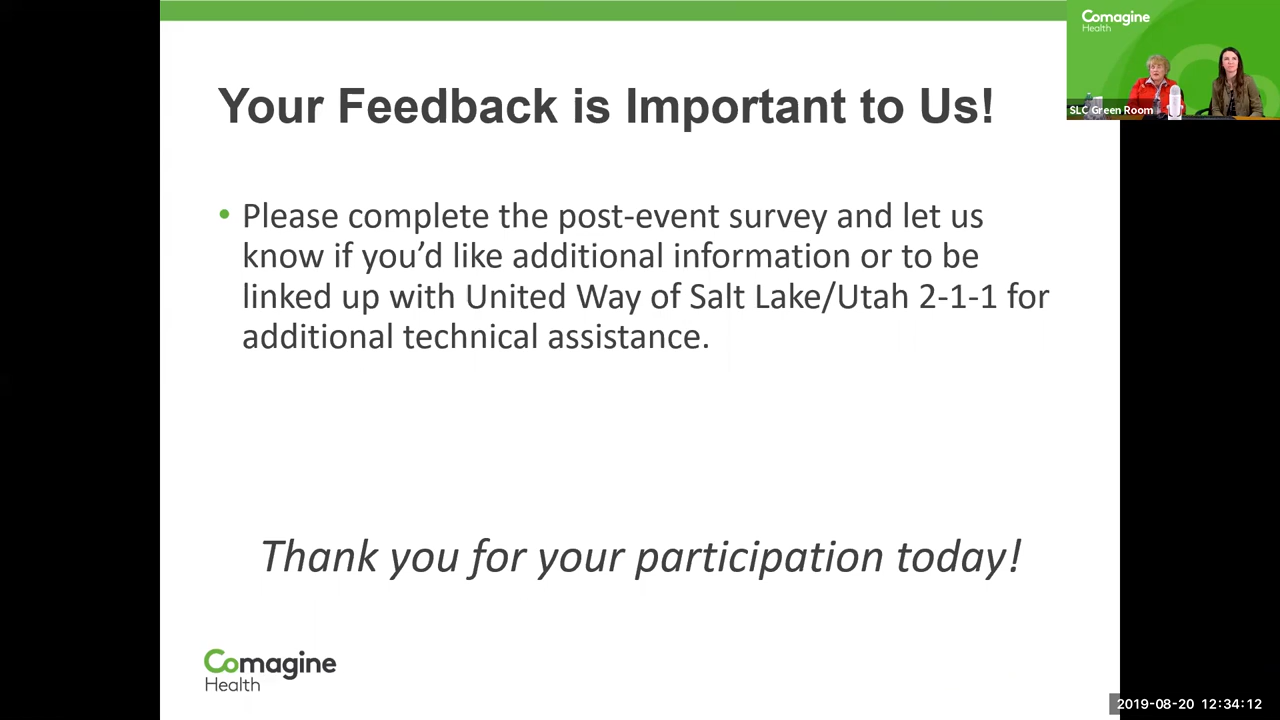 Comagine
Health
SLC Green Room
Your Feedback is Important to Us!
• Please complete the post-event survey and let us
know if you’d like additional information or to be
linked up with United Way of Salt Lake/Utah 2-1-1 for
additional technical assistance.
Thank you for your participation today!
Comagine
Health
2019-08-20 12:34:12